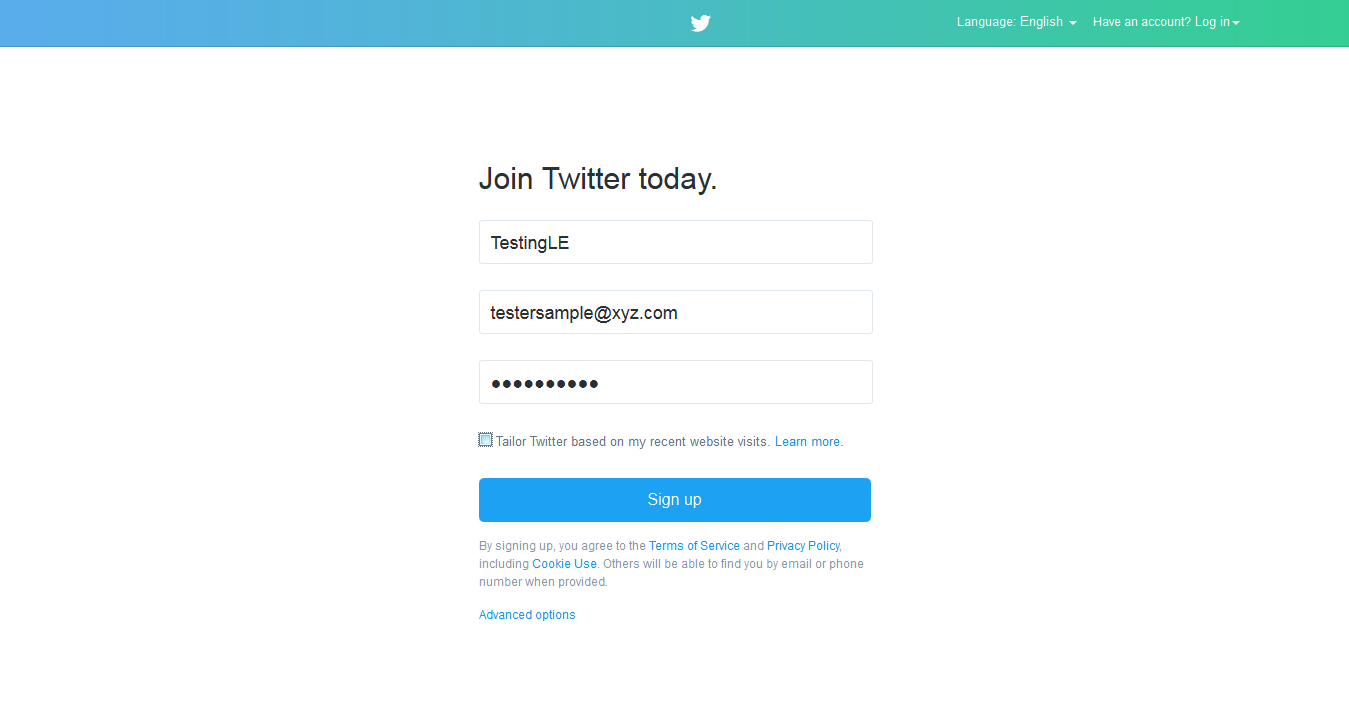 Language: English Have an account? Log in
Join Twitter today.
TestingLE
testersample@xyz.com
●●●●●●●●●●
Tailor Twitter based on my recent website visits. Learn more.
Sign up
By signing up, you agree to the Terms of Service and Privacy Policy,
including Cookie Use. Others will be able to find you by email or phone
number when provided.
Advanced options